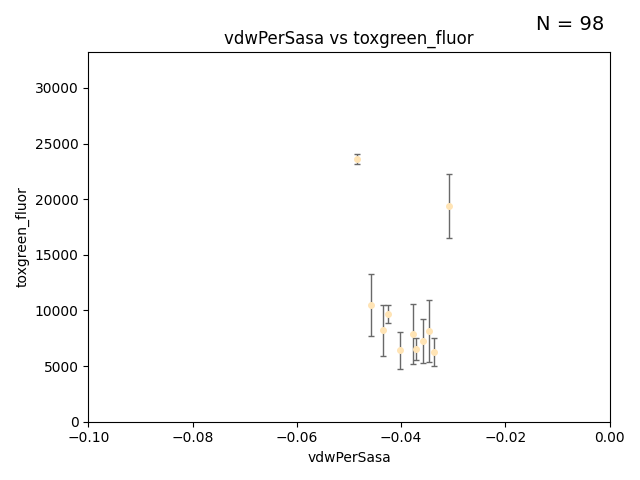 N = 98
vdwPerSasa vs toxgreen_fluor
30000
25000
20000
15000
10000
5000
0
toxgreen_fluor
−0.10 −0.08 −0.06 −0.04 −0.02 0.00
vdwPerSasa